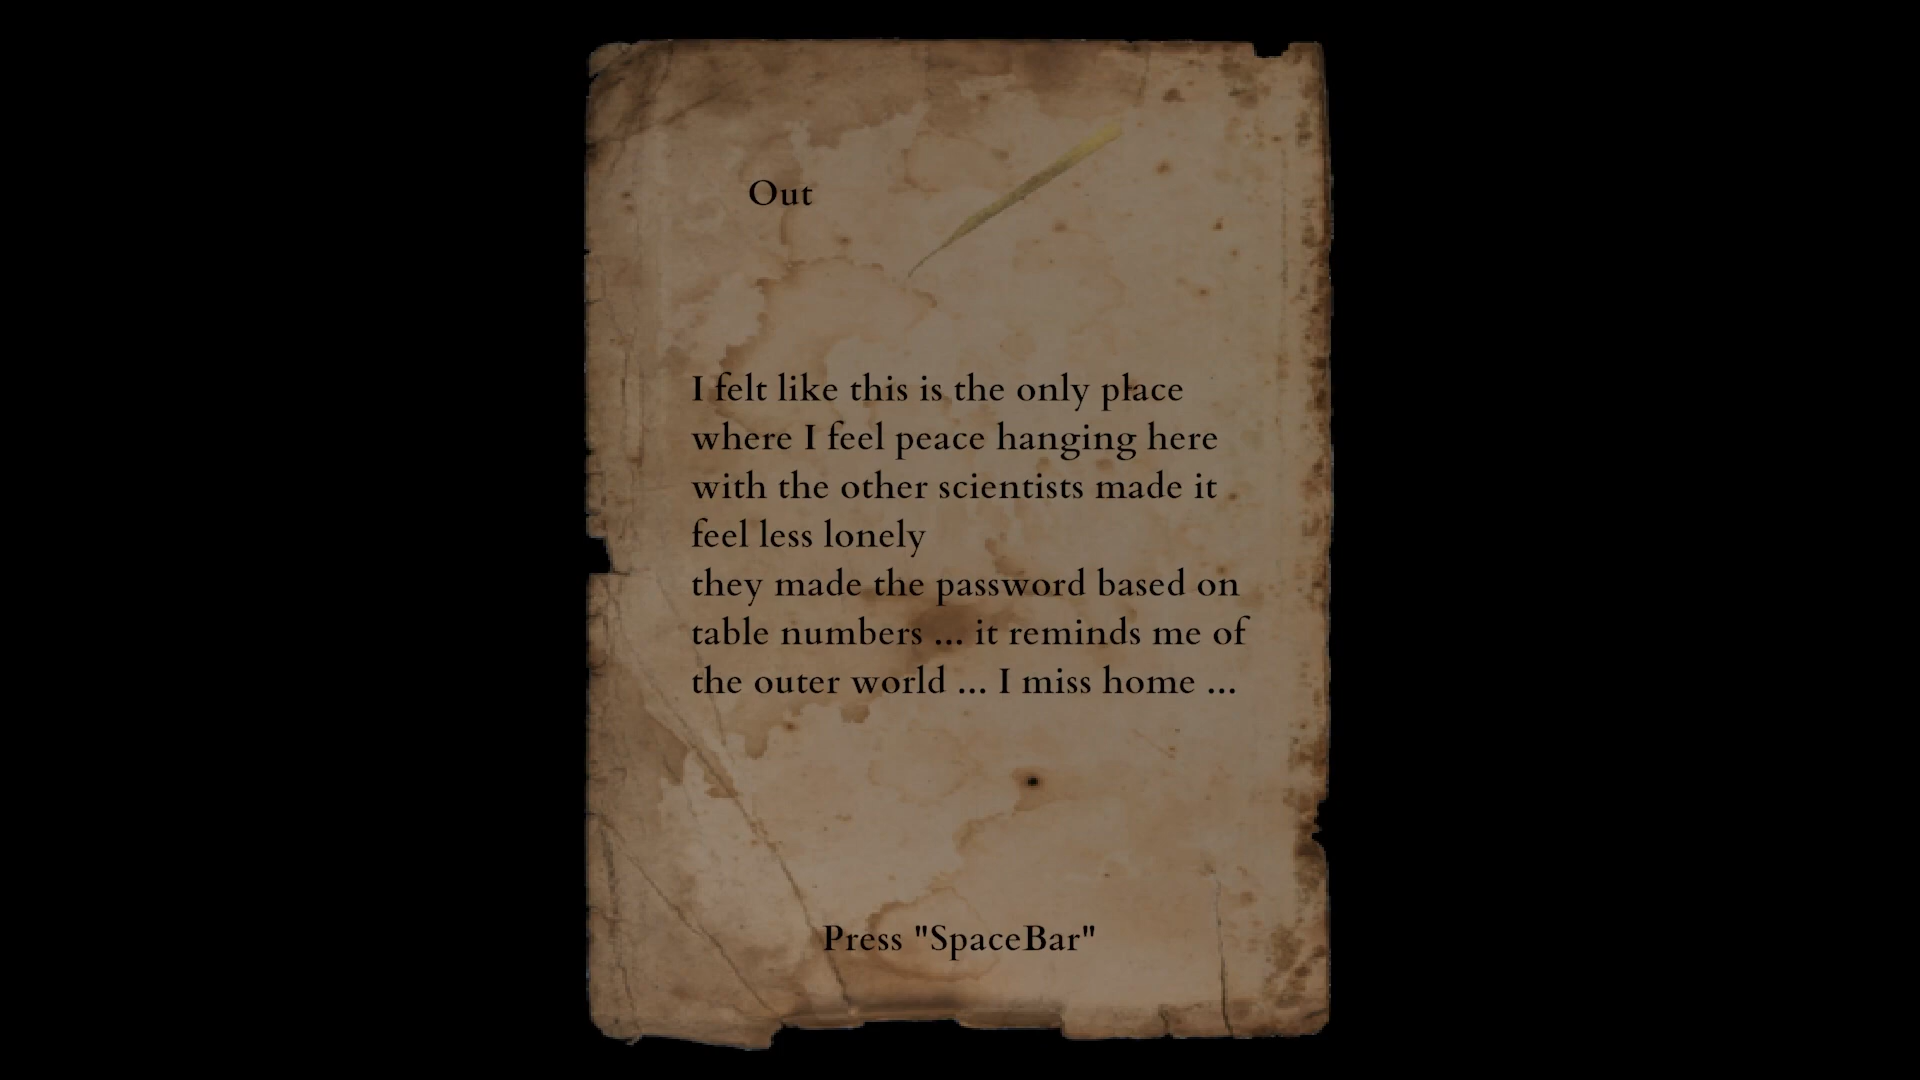 Out
I felt like this is the only place
where I feel peace hanging here
with the other scientists made it
feel less lonely
they made the password based on
table numbers ... it reminds me of
the outer world ... I miss home ...
Press "SpaceBar"